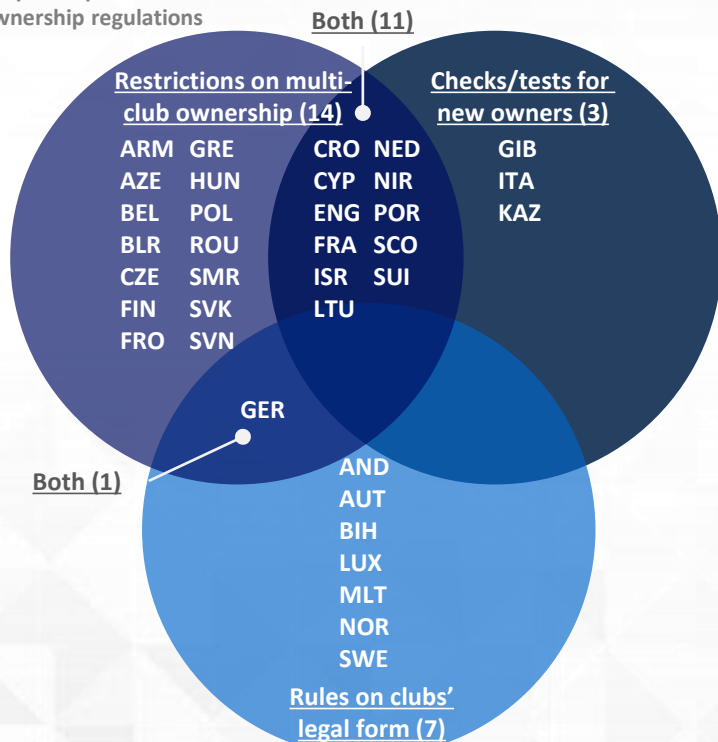 ownership regulations
Both (11)
Restrictions on multi-
club ownership (14)
ARM GRE
AZE HUN
BEL POL
BLR ROU
CZE SMR
FIN SVK
FRO SVN
CRO NED
CYP NIR
ENG POR
FRA SCO
ISR SUI
LTU
Checks/tests for
new owners (3)
GIB
ITA
KAZ
GER
Both (1)
AND
AUT
BIH
LUX
MLT
NOR
SWE
Rules on clubs'
legal form (7)